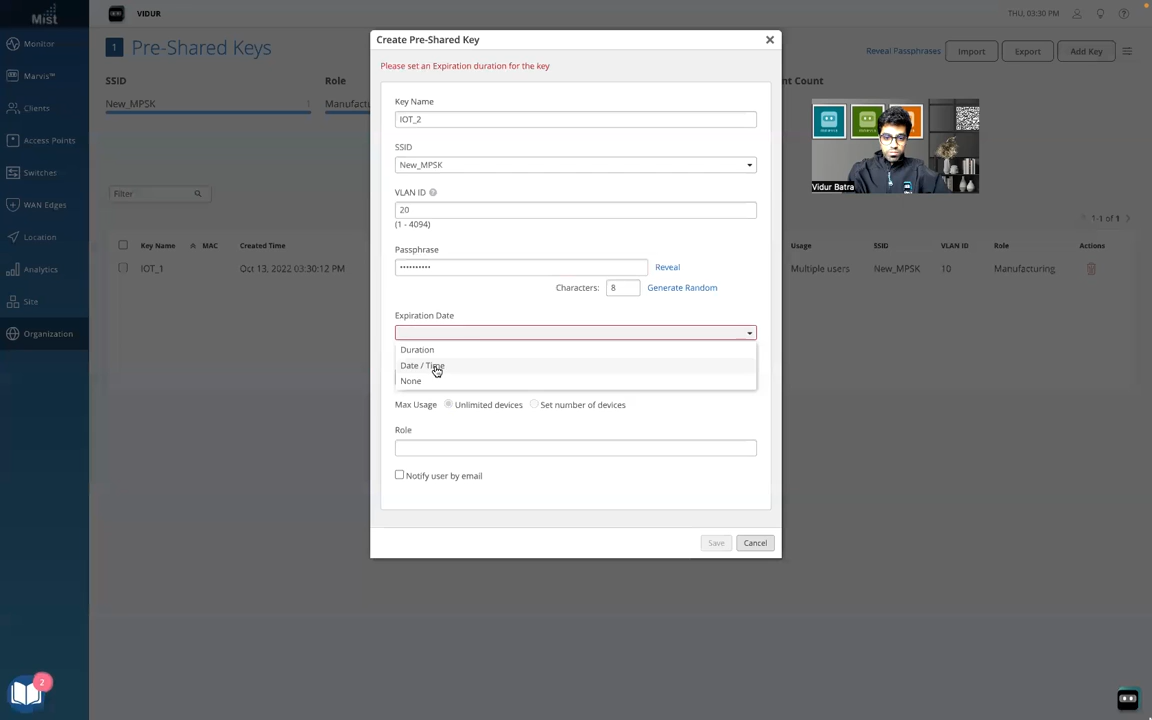 Mist
VIDUR
THU, 03:30 PM
Monitor
Marvis™
Clients
Access Points
Switches
WAN Edges
Location
Analytics
Site
Organization
2
1 Pre-Shared Keys
Reveal Passphrases
Import
Export
Add Key
SSID
Role
nt Count
New_MPSK 1
Manufactu
Filter
1-1 of 1
Key Name MAC Created Time Usage SSID VLAN ID Role Actions
IOT_1 Oct 13, 2022 03:30:12 PM Multiple users New_MPSK 10 Manufacturing
Vidur Batra
Create Pre-Shared Key
Please set an Expiration duration for the key
Key Name
IOT_2
SSID
New_MPSK
VLAN ID
20
(1 - 4094)
Passphrase
••••••••••
Reveal
Characters: 8 Generate Random
Expiration Date
Duration
Date / Time
None
Max Usage Unlimited devices Set number of devices
Role
Notify user by email
Save
Cancel